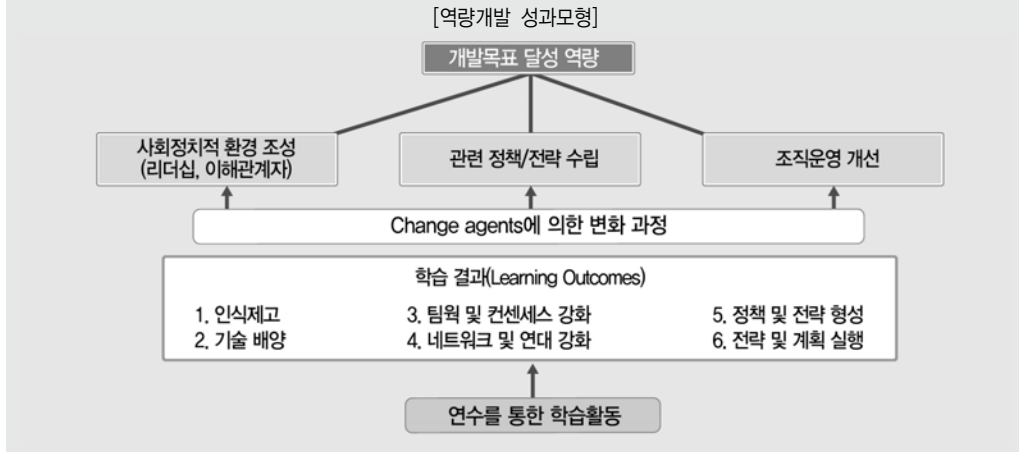 [역량개발 성과모형]
개발목표 달성 역량
사회정치적 환경 조성
(리더십, 이해관계자)
관련 정책/전략 수립
조직운영 개선
Change agents에 의한 변화 과정
학습 결과(Learning Outcomes)
1. 인식제고
2. 기술 배양
3. 팀웍 및 컨센세스 강화
4. 네트워크 및 연대 강화
5. 정책 및 전략 형성
6. 전략 및 계획 실행
연수를 통한 학습활동